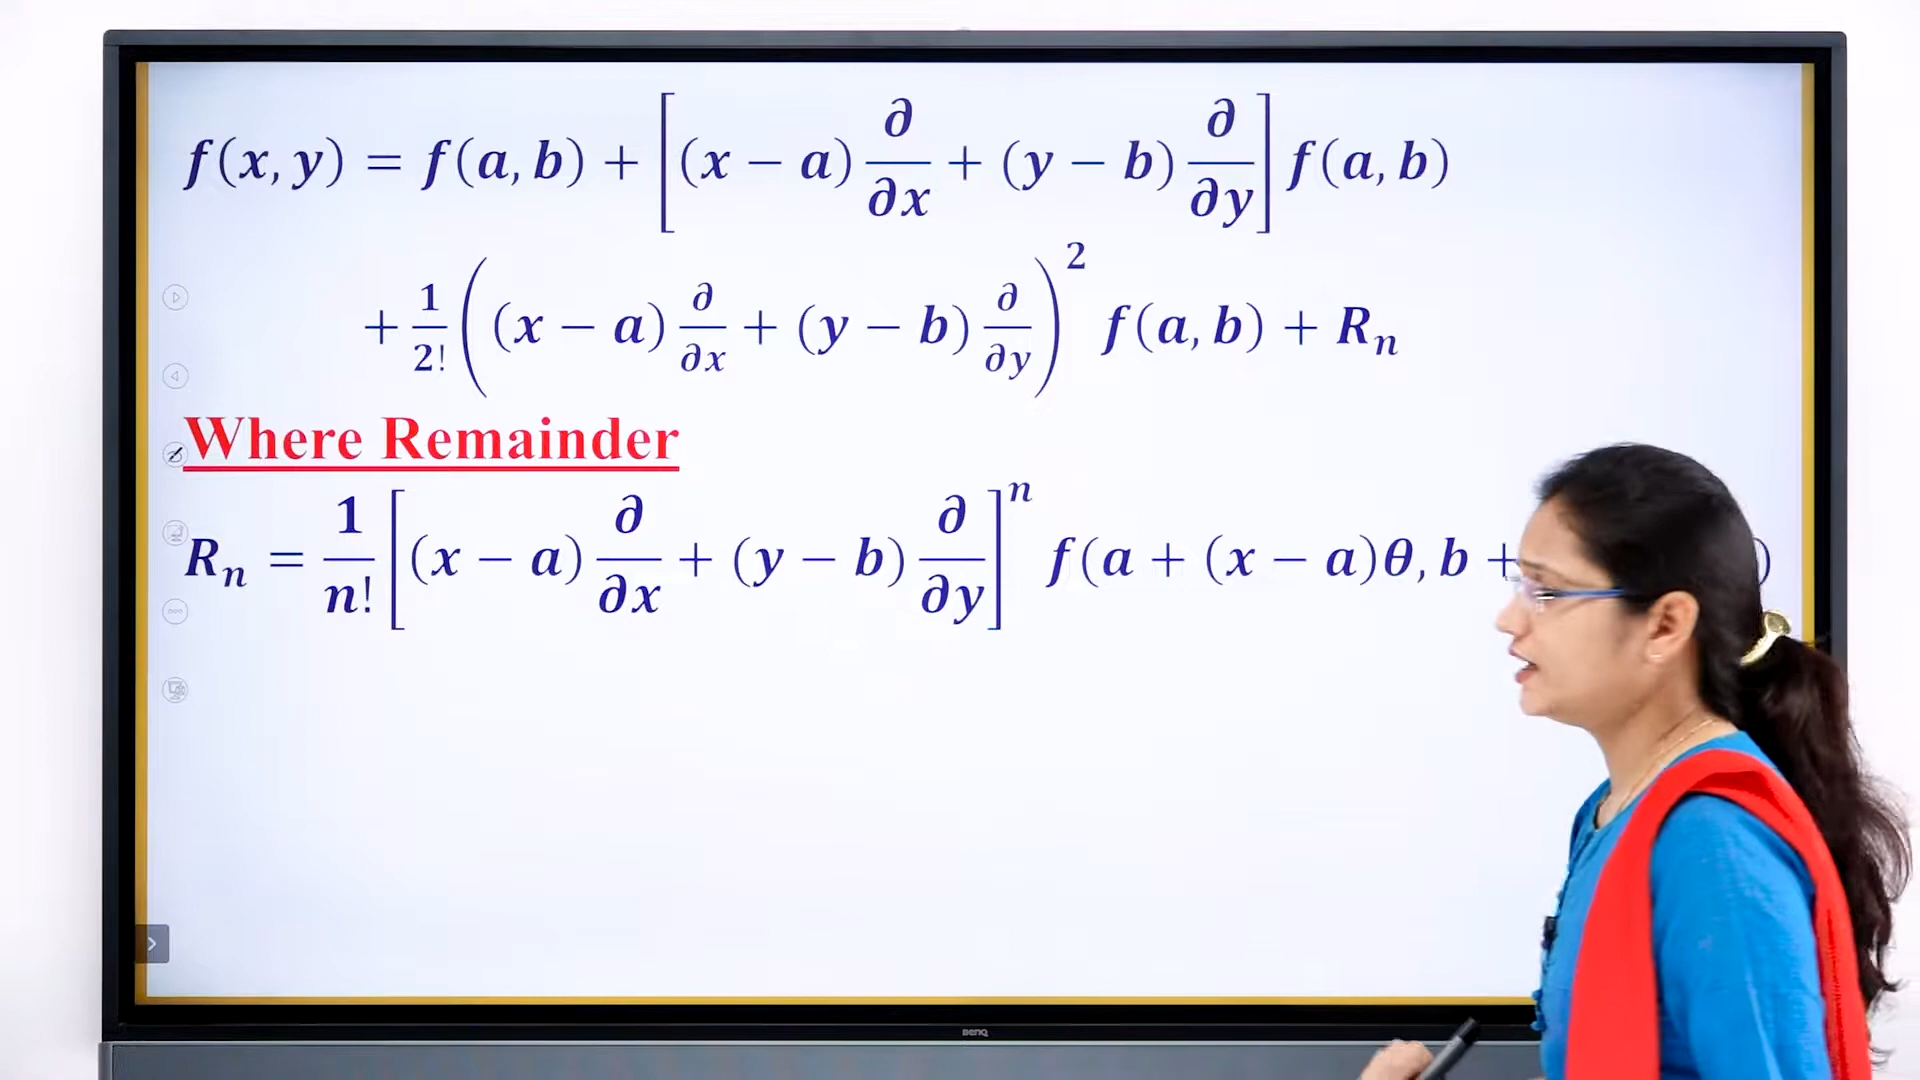 f(x, y) = f(a, b) + [(x − a) ∂/∂x + (y − b) ∂/∂y] f(a, b)
+ 1/2! ((x − a) ∂/∂x + (y − b) ∂/∂y)² f(a, b) + Rₙ
Where Remainder
Rₙ = 1/n! [(x − a) ∂/∂x + (y − b) ∂/∂y]ⁿ f(a + (x − a)θ, b + )
BenQ